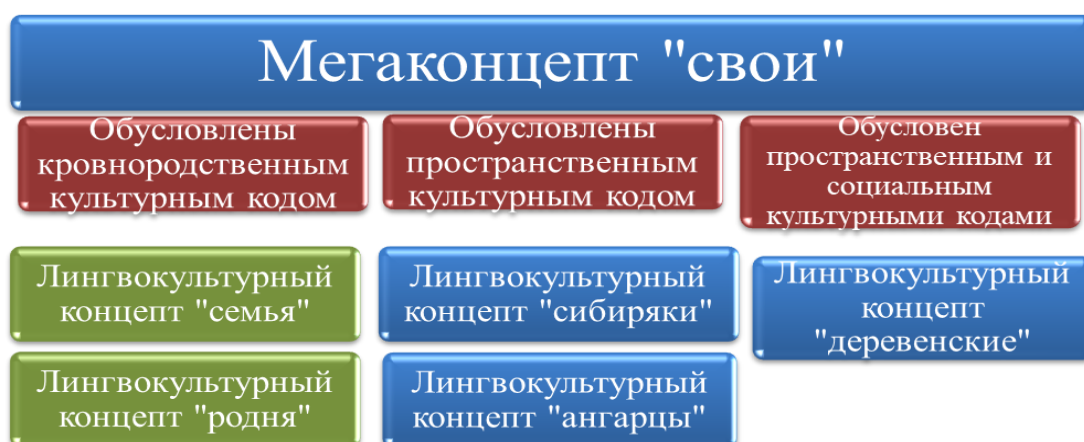 Мегаконцепт "свои"
Обусловлены
кровнородственным
культурным кодом
Обусловлены
пространственным
культурным кодом
Обусловен
пространственным и
социальным
культурными кодами
Лингвокультурный
концепт "семья"
Лингвокультурный
концепт "родня"
Лингвокультурный
концепт "сибиряки"
Лингвокультурный
концепт "ангарцы"
Лингвокультурный
концепт
"деревенские"